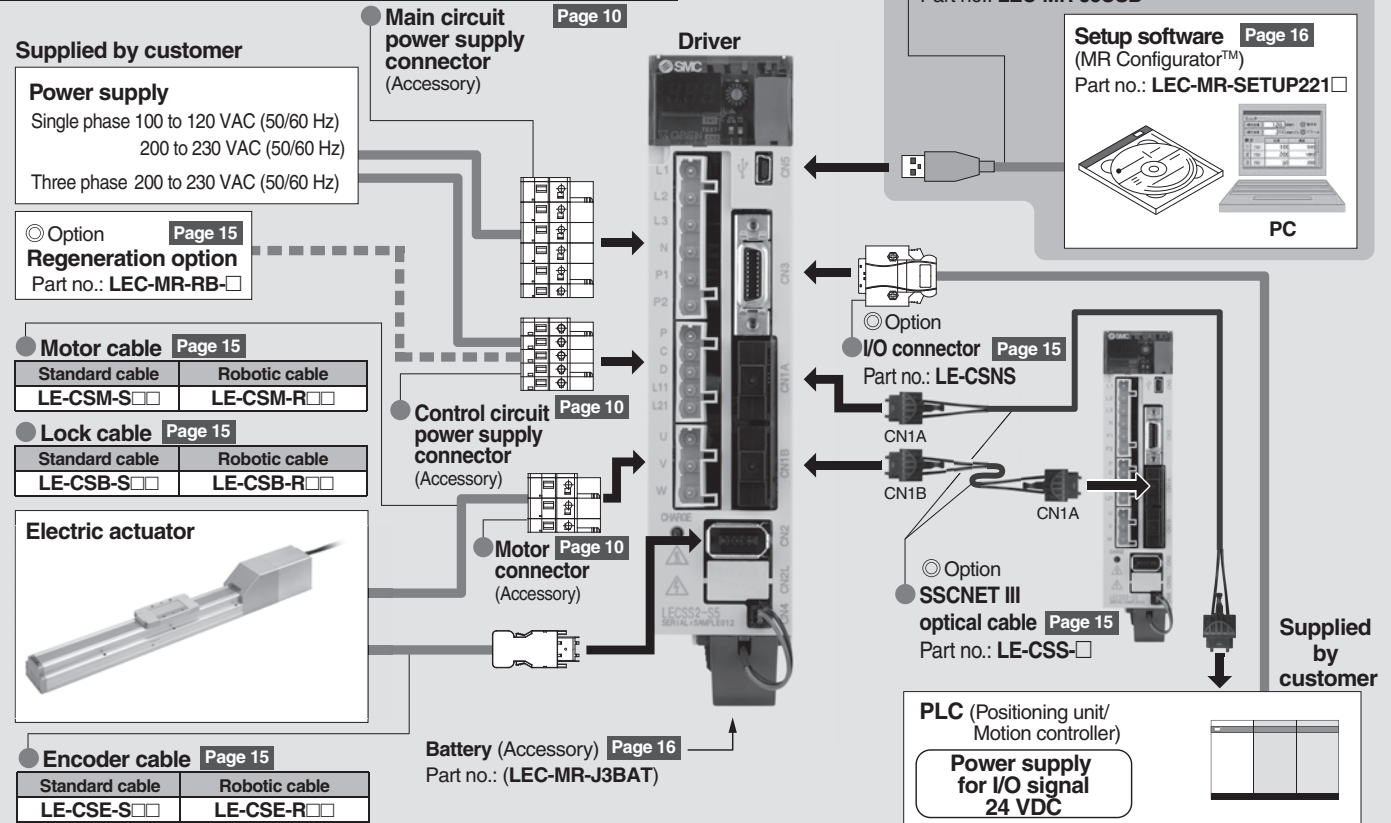 Main circuit Page 10
power supply
connector
(Accessory)
Supplied by customer
Power supply
Single phase 100 to 120 VAC (50/60 Hz)
200 to 230 VAC (50/60 Hz)
Three phase 200 to 230 VAC (50/60 Hz)
◎ Option Page 15
Regeneration option
Part no.: LEC-MR-RB-□
Motor cable Page 15
Standard cable Robotic cable
LE-CSM-S□□ LE-CSM-R□□
Lock cable Page 15
Standard cable Robotic cable
LE-CSB-S□□ LE-CSB-R□□
Electric actuator
Encoder cable Page 15
Standard cable Robotic cable
LE-CSE-S□□ LE-CSE-R□□
Control circuit Page 10
power supply
connector
(Accessory)
Motor Page 10
connector
(Accessory)
Battery (Accessory) Page 16
Part no.: (LEC-MR-J3BAT)
Driver
SMC
OPEN
L1
L2
L3
N
P1
P2
P
C
D
L11
L21
U
V
W
CHARGE
CN5
CN3
CN1A
CN1B
CN2
CN2L
CN4
LECSS2-S5
Setup software Page 16
(MR Configurator™)
Part no.: LEC-MR-SETUP221□
PC
◎ Option
I/O connector Page 15
Part no.: LE-CSNS
CN1A
CN1B
CN1A
SMC
◎ Option
SSCNET III
optical cable Page 15
Part no.: LE-CSS-□
Supplied
by
customer
PLC (Positioning unit/
Motion controller)
Power supply
for I/O signal
24 VDC